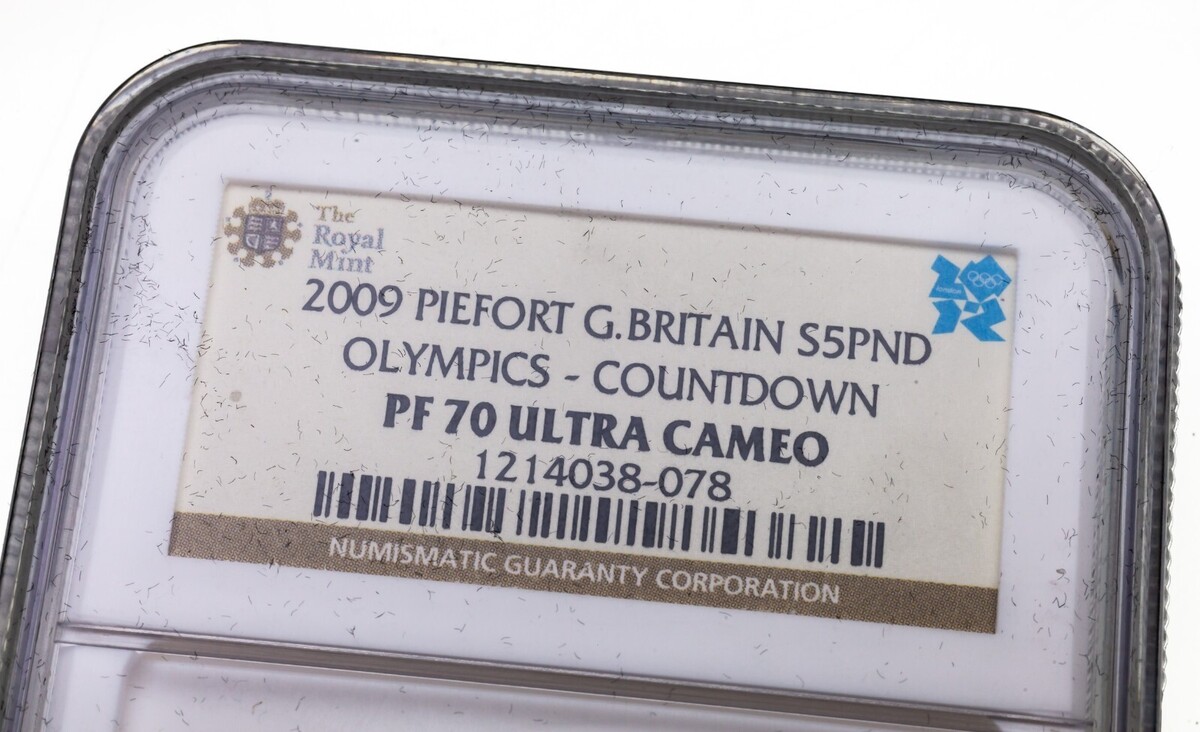 The
Royal
Mint
2009 PIEFORT G.BRITAIN S5PND
OLYMPICS - COUNTDOWN
PF 70 ULTRA CAMEO
1214038-078
NUMISMATIC GUARANTY CORPORATION